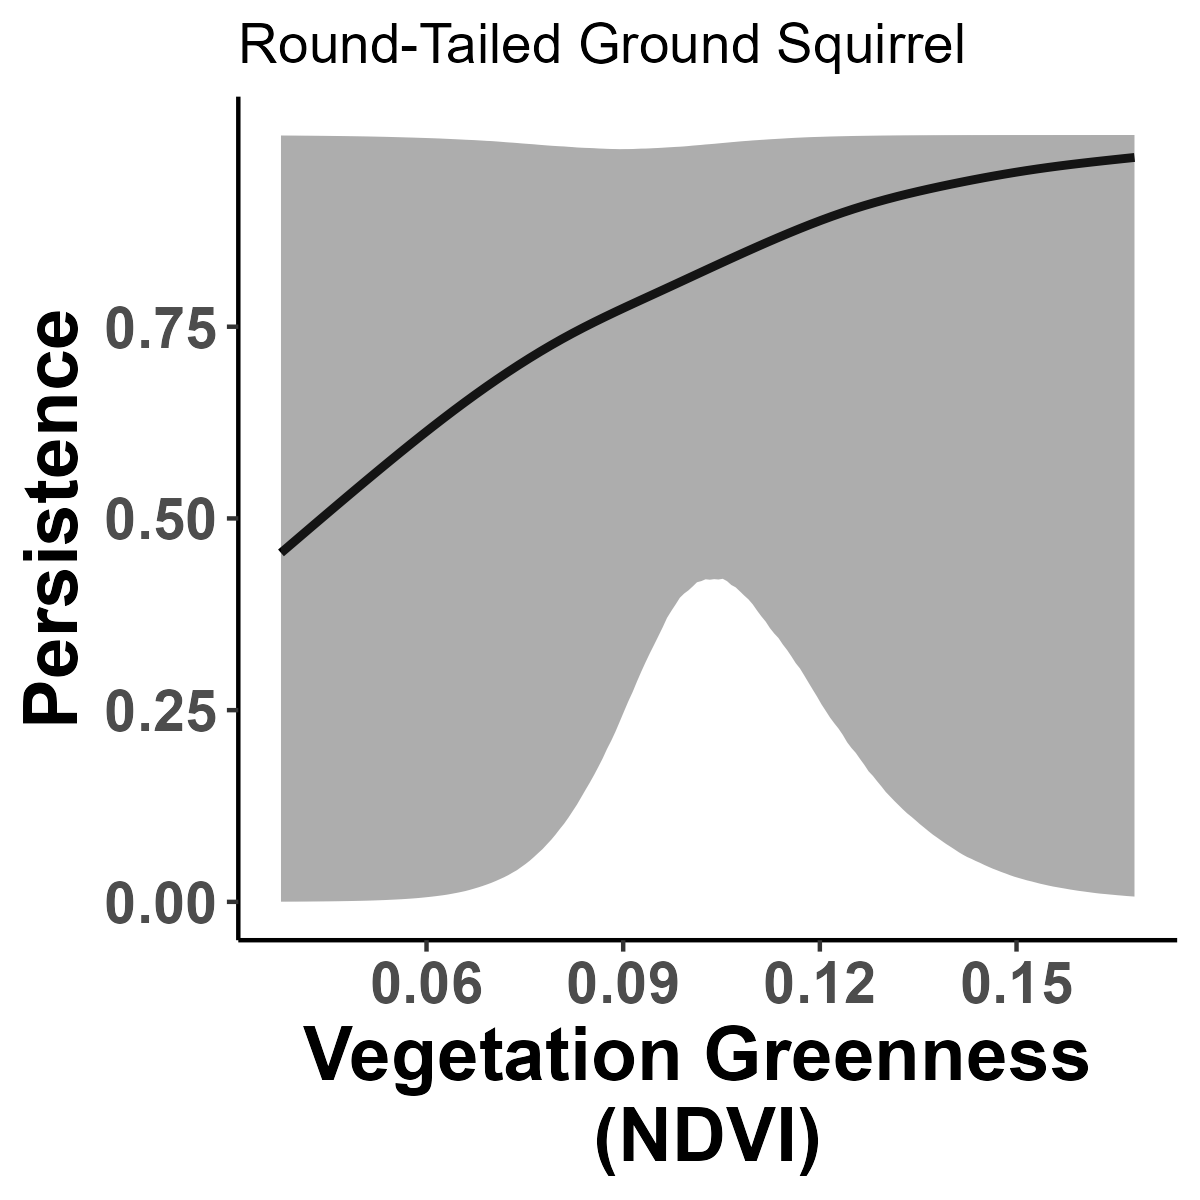 Round-Tailed Ground Squirrel
Persistence
0.75
0.50
0.25
0.00
0.06 0.09 0.12 0.15
Vegetation Greenness
(NDVI)